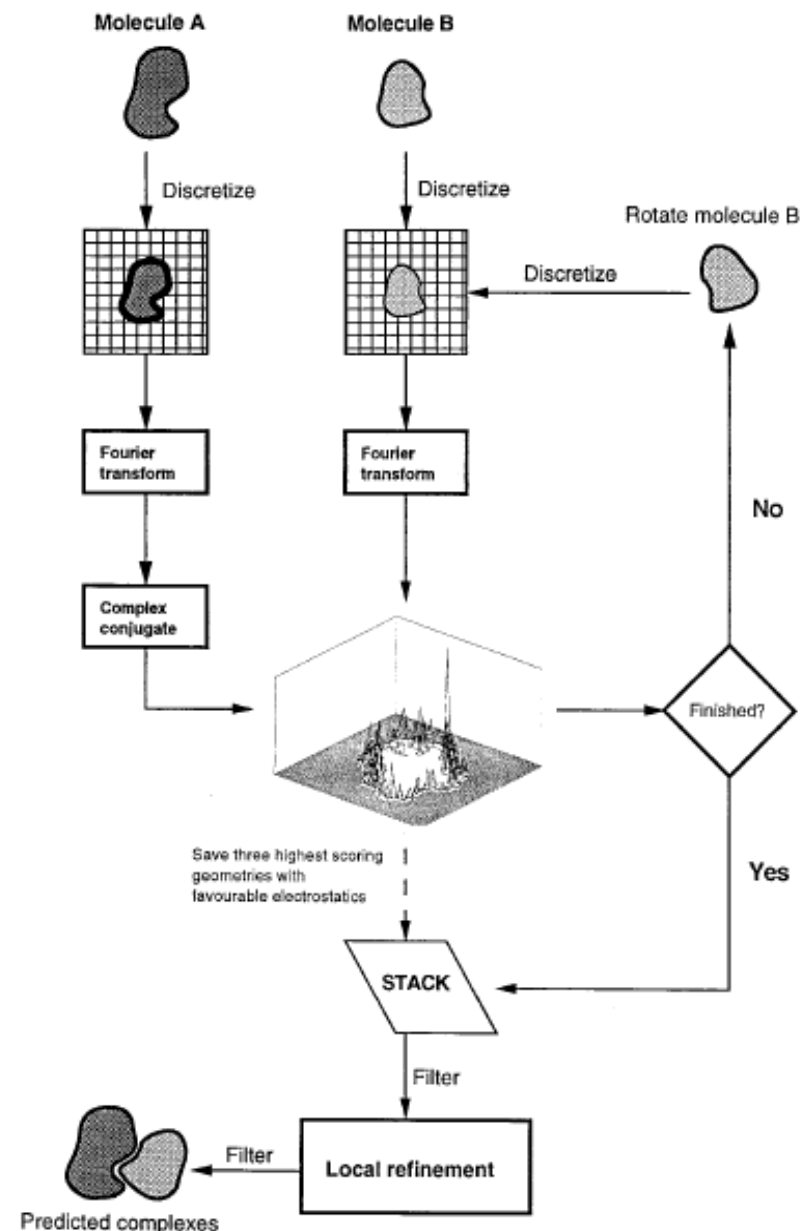 Molecule A
Molecule B
Discretize
Discretize
Rotate molecule B
Discretize
Fourier
transform
Fourier
transform
No
Complex
conjugate
Finished?
Save three highest scoring
geometries with
favourable electrostatics
Yes
STACK
Filter
Local refinement
Filter
Predicted complexes